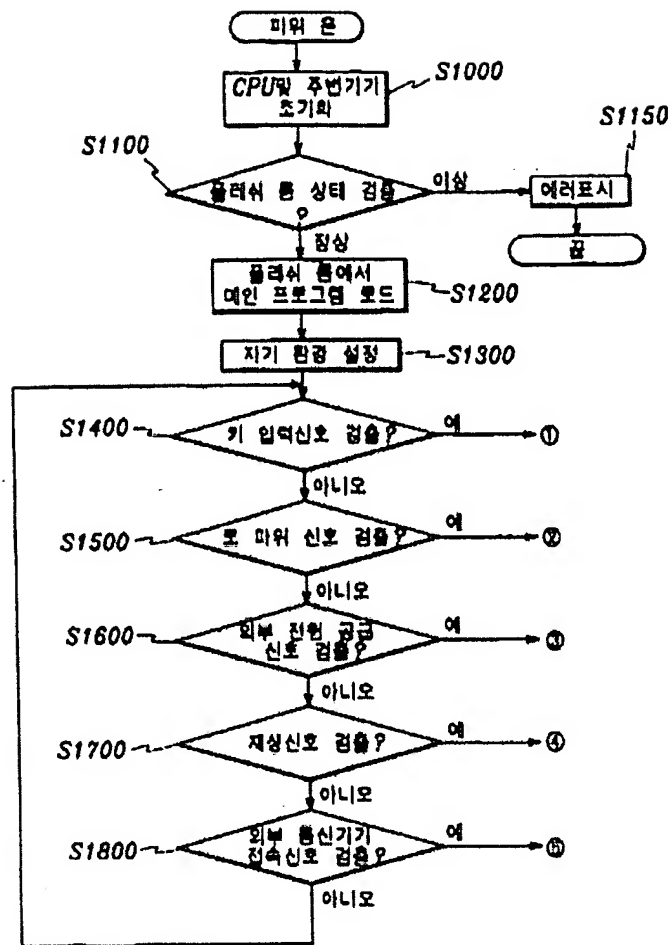 파워 온
S1000
CPU및 주변기기
초기화
S1150
S1100
플레쉬 롬 상태 검출
?
이상
에러표시
끝
정상
플레쉬 롬에서
메인 프로그램 로드
S1200
자기 환경 설정
S1300
S1400
키 입력신호 검출?
예
①
아니오
S1500
로 파워 신호 검출?
예
②
아니오
S1600
외부 전원 공급
신호 검출?
예
③
아니오
S1700
재생신호 검출?
예
④
아니오
S1800
외부 통신기기
접속신호 검출?
예
⑤
아니오